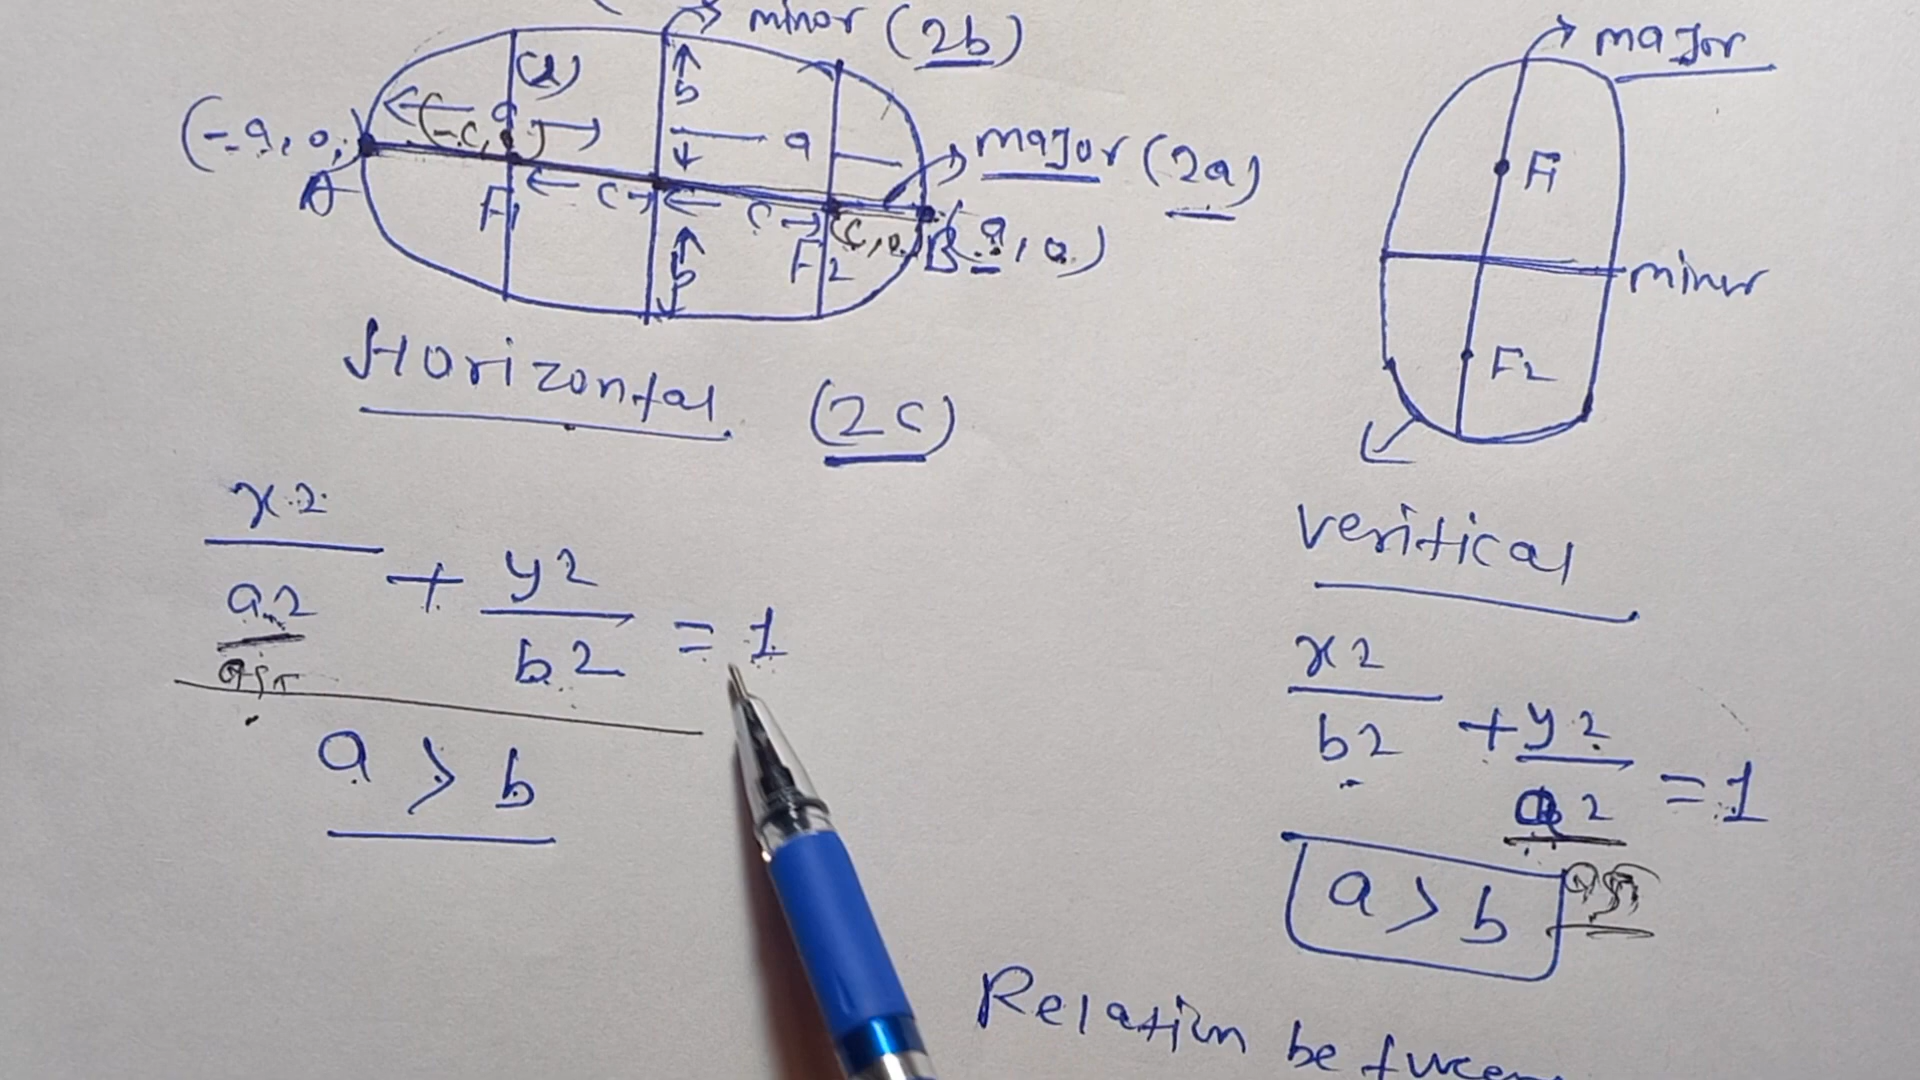 minor (2b)
(2)
b
(-a, 0,
a
(-c,
a
major (2a)
A
F1
c
c
(c, 0)
B(a, 0)
b
F2
Horizontal
(2c)
x2
a2
+
y2
b2
= 1
a > b
major
F1
minor
F2
Veritical
x2
b2
+
y2
a2
= 1
a > b
Relation between